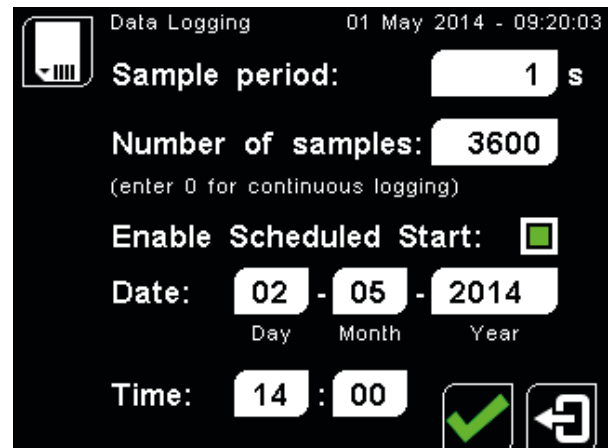 Data Logging 01 May 2014 - 09:20:03
Sample period: 1 s
Number of samples: 3600
(enter 0 for continuous logging)
Enable Scheduled Start:
Date: 02 - 05 - 2014
Day Month Year
Time: 14 : 00